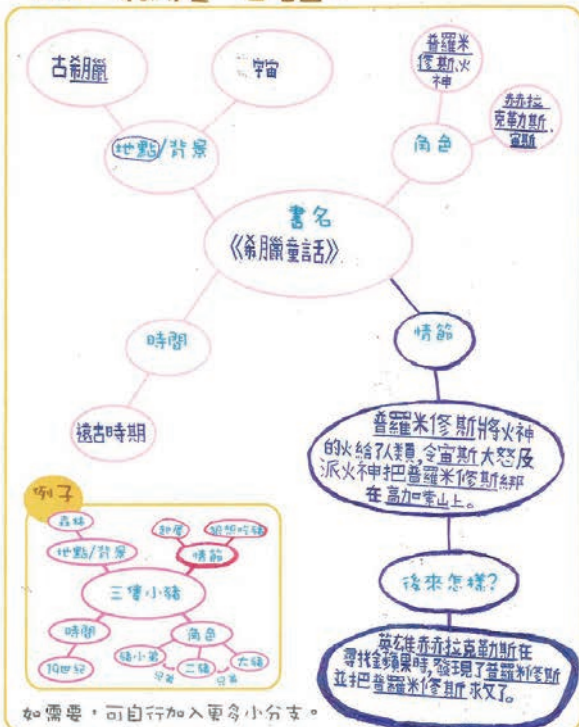 古希臘
宇宙
地點/背景
普羅米
修斯、火
神
赫拉
克勒斯、
宙斯
角色
書名
《希臘童話》
時間
遠古時期
情節
普羅米修斯將火神
的火給了人類,令宙斯大怒及
派火神把普羅米修斯綁
在高加索山上。
後來怎樣?
英雄赫拉克勒斯在
尋找金蘋果時,發現了普羅米修斯
並把普羅米修斯救了。
例子
森林
地點/背景
起屋
狼想吃豬
情節
三隻小豬
時間
19世紀
角色
豬小弟
二豬
大豬
兄弟
兄弟
如需要,可自行加入更多小分支。